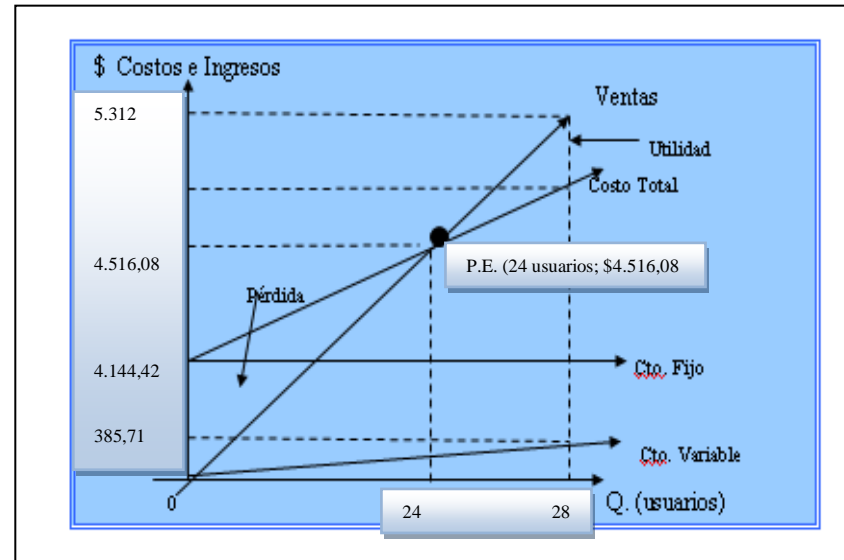 $ Costos e Ingresos
5.312
Ventas
Utilidad
Costo Total
4.516,08
P.E. (24 usuarios; $4.516,08
Pérdida
4.144,42
Cto. Fijo
385,71
Cto. Variable
0
24 28
Q. (usuarios)